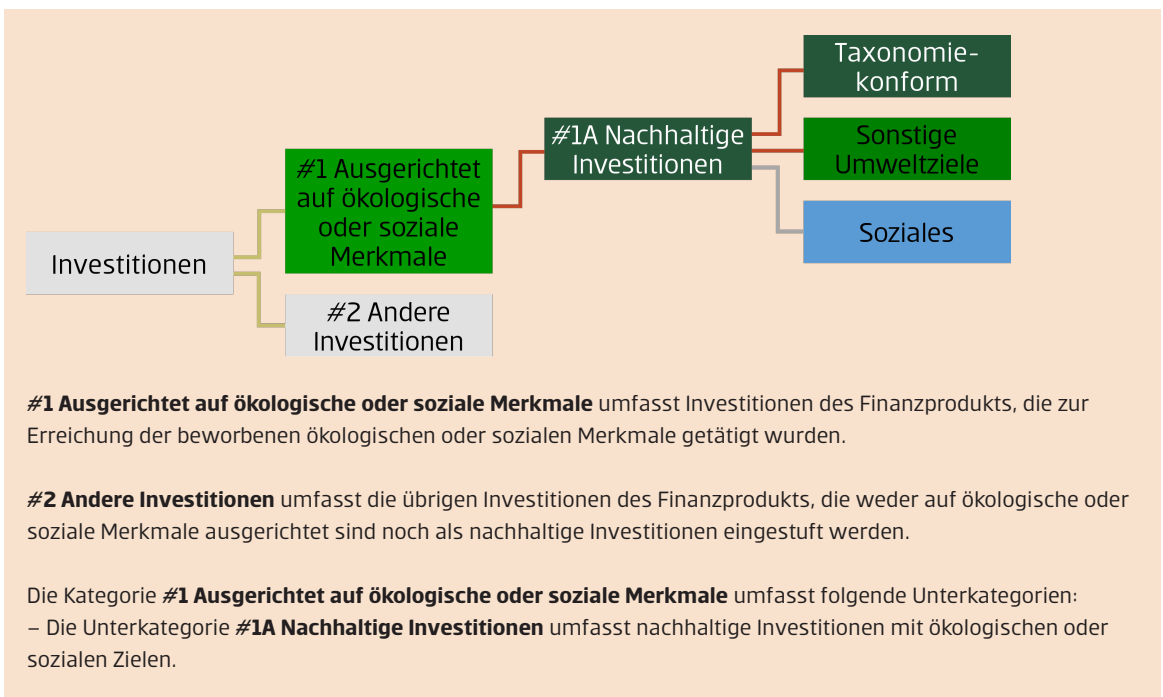 Taxonomie-
konform
#1A Nachhaltige
Investitionen
Sonstige
Umweltziele
#1 Ausgerichtet
auf ökologische
oder soziale
Merkmale
Soziales
Investitionen
#2 Andere
Investitionen
#1 Ausgerichtet auf ökologische oder soziale Merkmale umfasst Investitionen des Finanzprodukts, die zur
Erreichung der beworbenen ökologischen oder sozialen Merkmale getätigt wurden.
#2 Andere Investitionen umfasst die übrigen Investitionen des Finanzprodukts, die weder auf ökologische oder
soziale Merkmale ausgerichtet sind noch als nachhaltige Investitionen eingestuft werden.
Die Kategorie #1 Ausgerichtet auf ökologische oder soziale Merkmale umfasst folgende Unterkategorien:
– Die Unterkategorie #1A Nachhaltige Investitionen umfasst nachhaltige Investitionen mit ökologischen oder
sozialen Zielen.